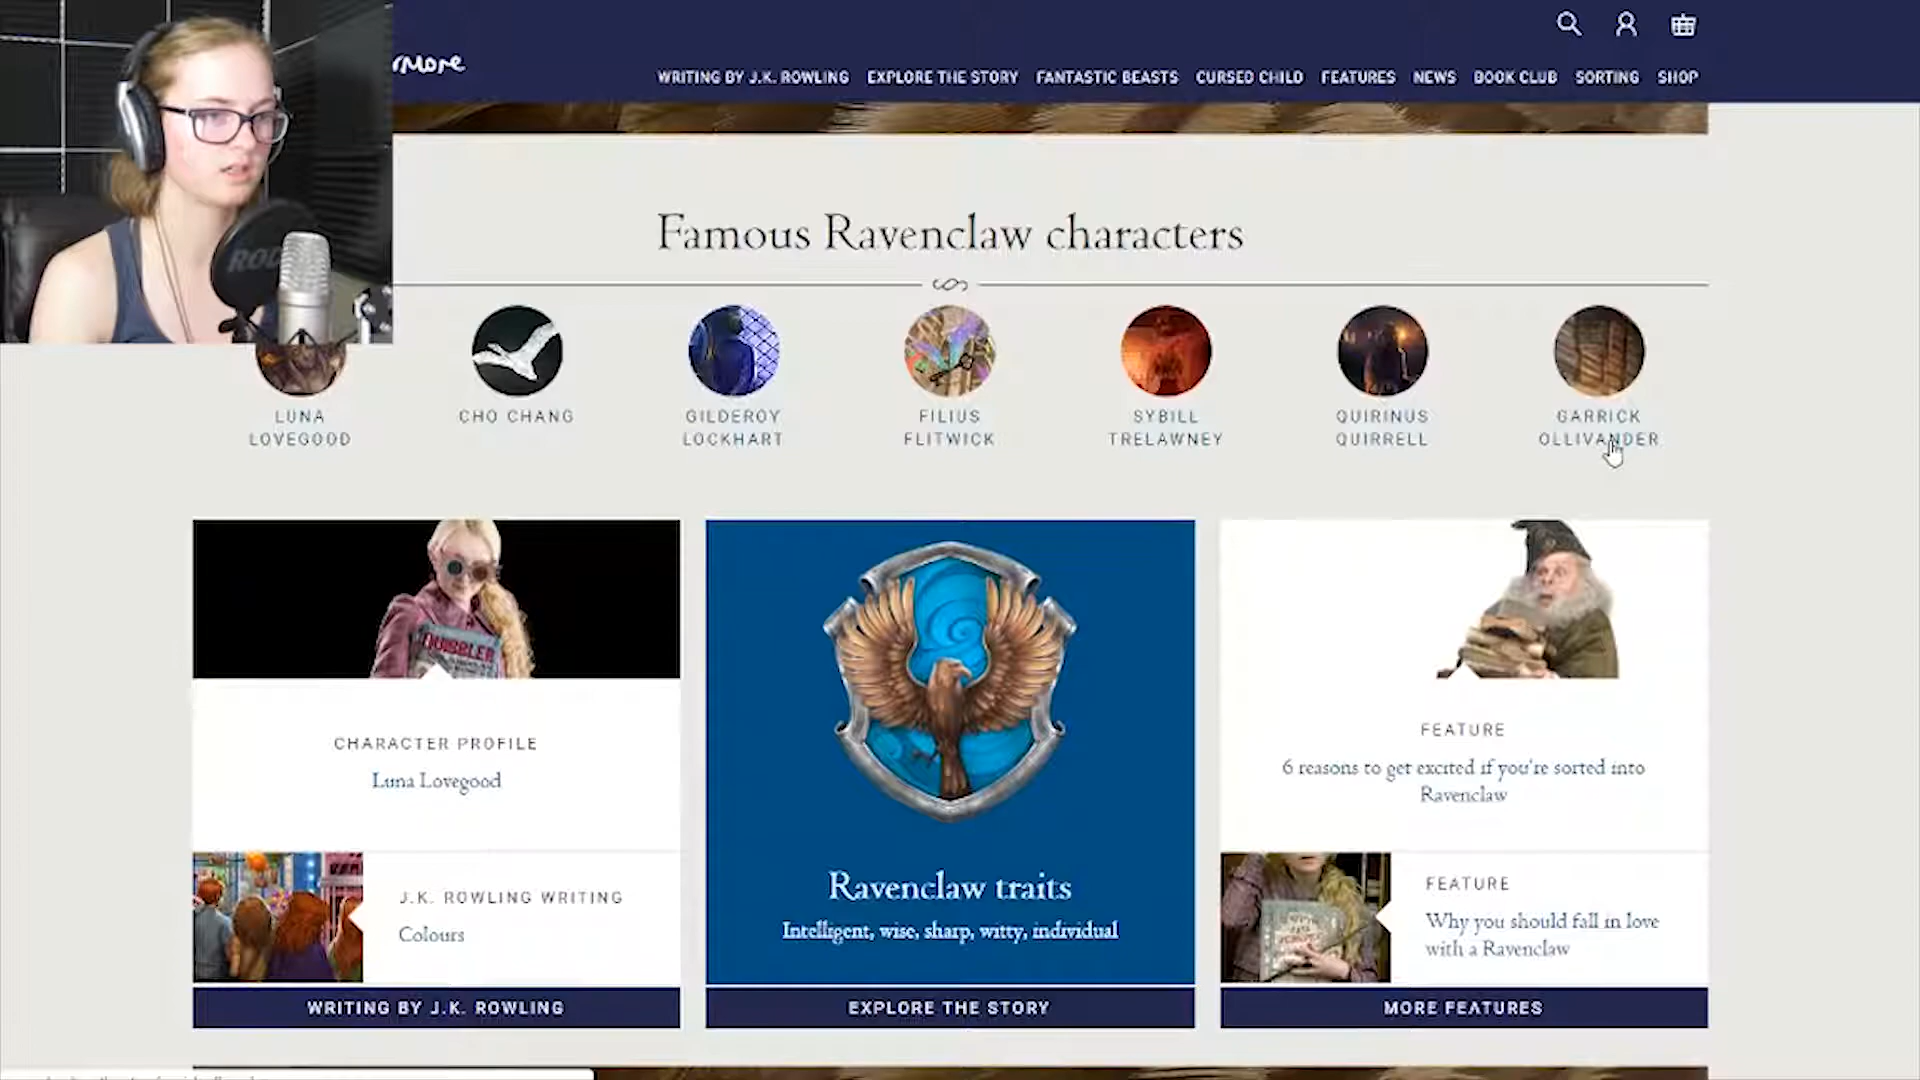 WRITING BY J.K. ROWLING EXPLORE THE STORY FANTASTIC BEASTS CURSED CHILD FEATURES NEWS BOOK CLUB SORTING SHOP
Famous Ravenclaw characters
LUNA
LOVEGOOD
CHO CHANG
GILDEROY
LOCKHART
FILIUS
FLITWICK
SYBILL
TRELAWNEY
QUIRINUS
QUIRRELL
GARRICK
OLLIVANDER
QUIBBLER
CHARACTER PROFILE
Luna Lovegood
J.K. ROWLING WRITING
Colours
WRITING BY J.K. ROWLING
Ravenclaw traits
Intelligent, wise, sharp, witty, individual
EXPLORE THE STORY
FEATURE
6 reasons to get excited if you're sorted into
Ravenclaw
FEATURE
Why you should fall in love
with a Ravenclaw
MORE FEATURES